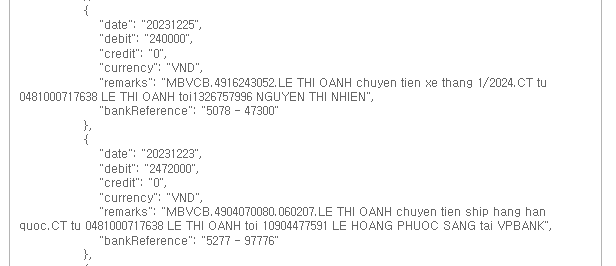 {
"date": "20231225",
"debit": "240000",
"credit": "0",
"currency": "VND",
"remarks": "MBVCB.4916243052.LE THI OANH chuyen tien xe thang 1/2024.CT tu
0481000717638 LE THI OANH toi1326757996 NGUYEN THI NHIEN",
"bankReference": "5078 - 47300"
},
{
"date": "20231223",
"debit": "2472000",
"credit": "0",
"currency": "VND",
"remarks": "MBVCB.4904070080.060207.LE THI OANH chuyen tien ship hang han
quoc.CT tu 0481000717638 LE THI OANH toi 10904477591 LE HOANG PHUOC SANG tai VPBANK",
"bankReference": "5277 - 97776"
},